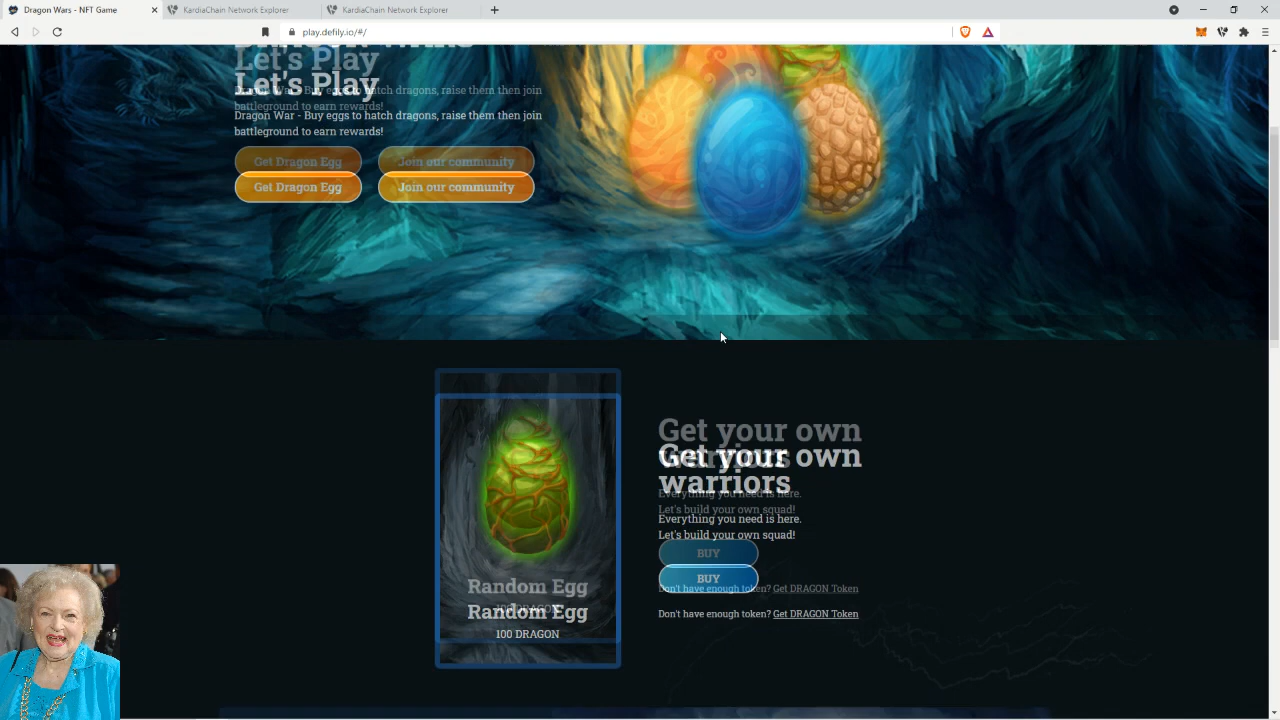 Dragon Wars - NFT Game
KardiaChain Network Explorer
KardiaChain Network Explorer
play.defily.io/#/
Let's Play
Let's Play
Dragon War - Buy eggs to hatch dragons, raise them then join
battleground to earn rewards!
Dragon War - Buy eggs to hatch dragons, raise them then join
battleground to earn rewards!
Get Dragon Egg
Join our community
Get Dragon Egg
Join our community
Get your own
warriors
Get your own
warriors
Everything you need is here.
Let's build your own squad!
Everything you need is here.
Let's build your own squad!
BUY
BUY
Don't have enough token? Get DRAGON Token
Don't have enough token? Get DRAGON Token
Random Egg
100 DRAGON
Random Egg
100 DRAGON